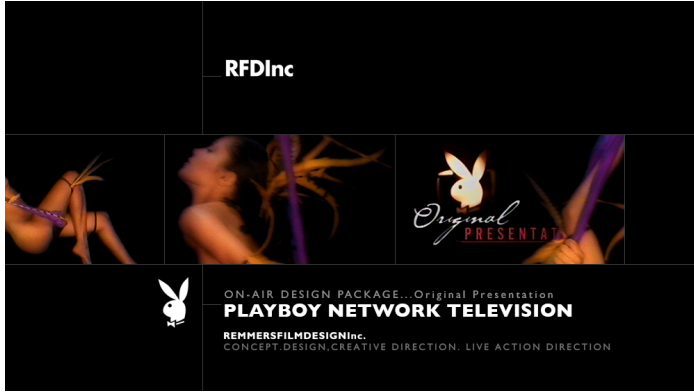 RFDInc
Original
PRESENTAT
ON-AIR DESIGN PACKAGE...Original Presentation
PLAYBOY NETWORK TELEVISION
REMMERSFILMDESIGNInc.
CONCEPT.DESIGN,CREATIVE DIRECTION. LIVE ACTION DIRECTION